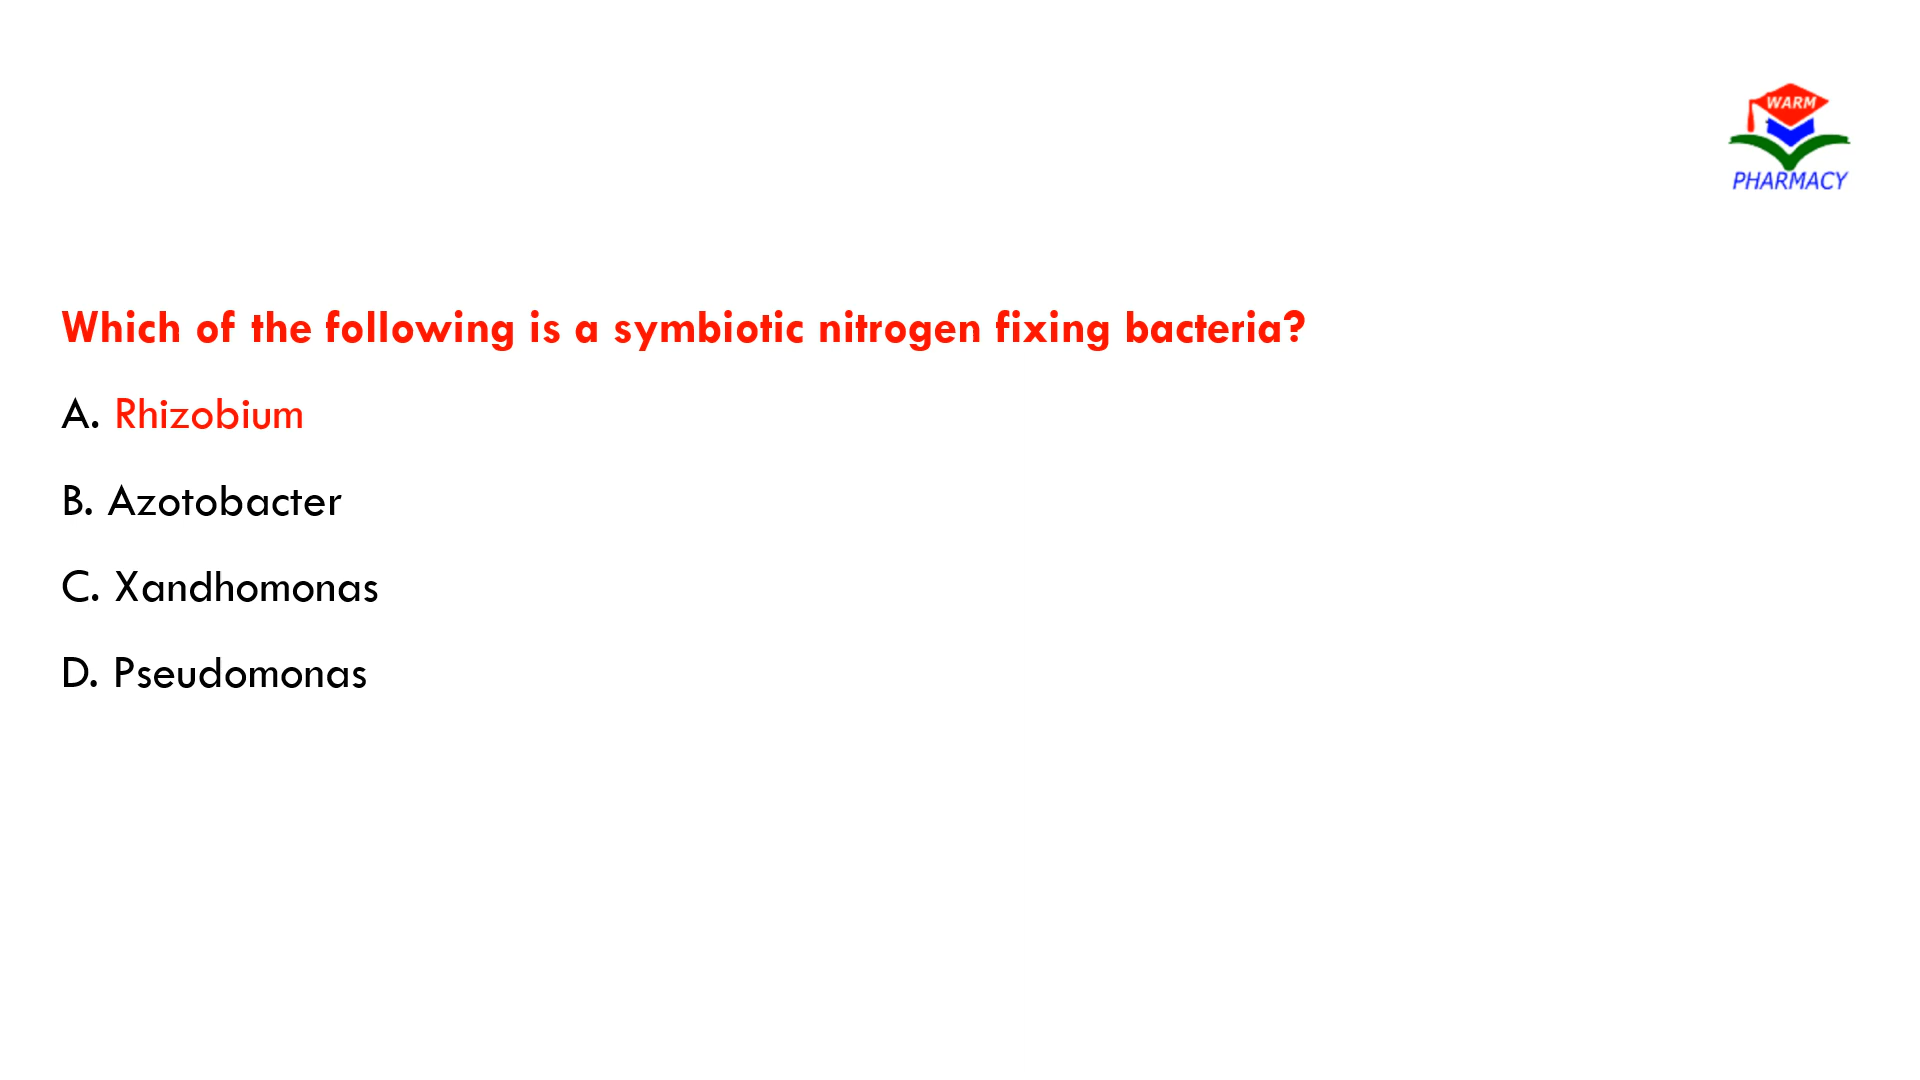 WARM
PHARMACY
Which of the following is a symbiotic nitrogen fixing bacteria?
A. Rhizobium
B. Azotobacter
C. Xandhomonas
D. Pseudomonas